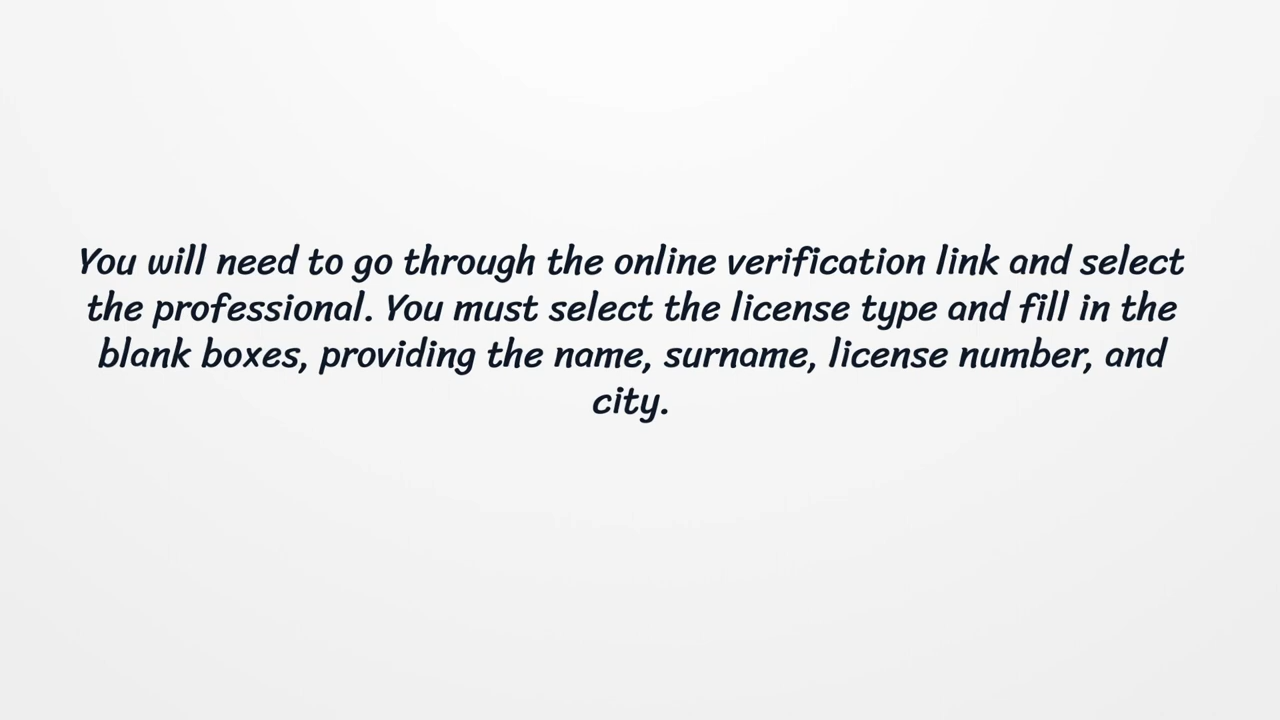 You will need to go through the online verification link and select
the professional. You must select the license type and fill in the
blank boxes, providing the name, surname, license number, and
city.